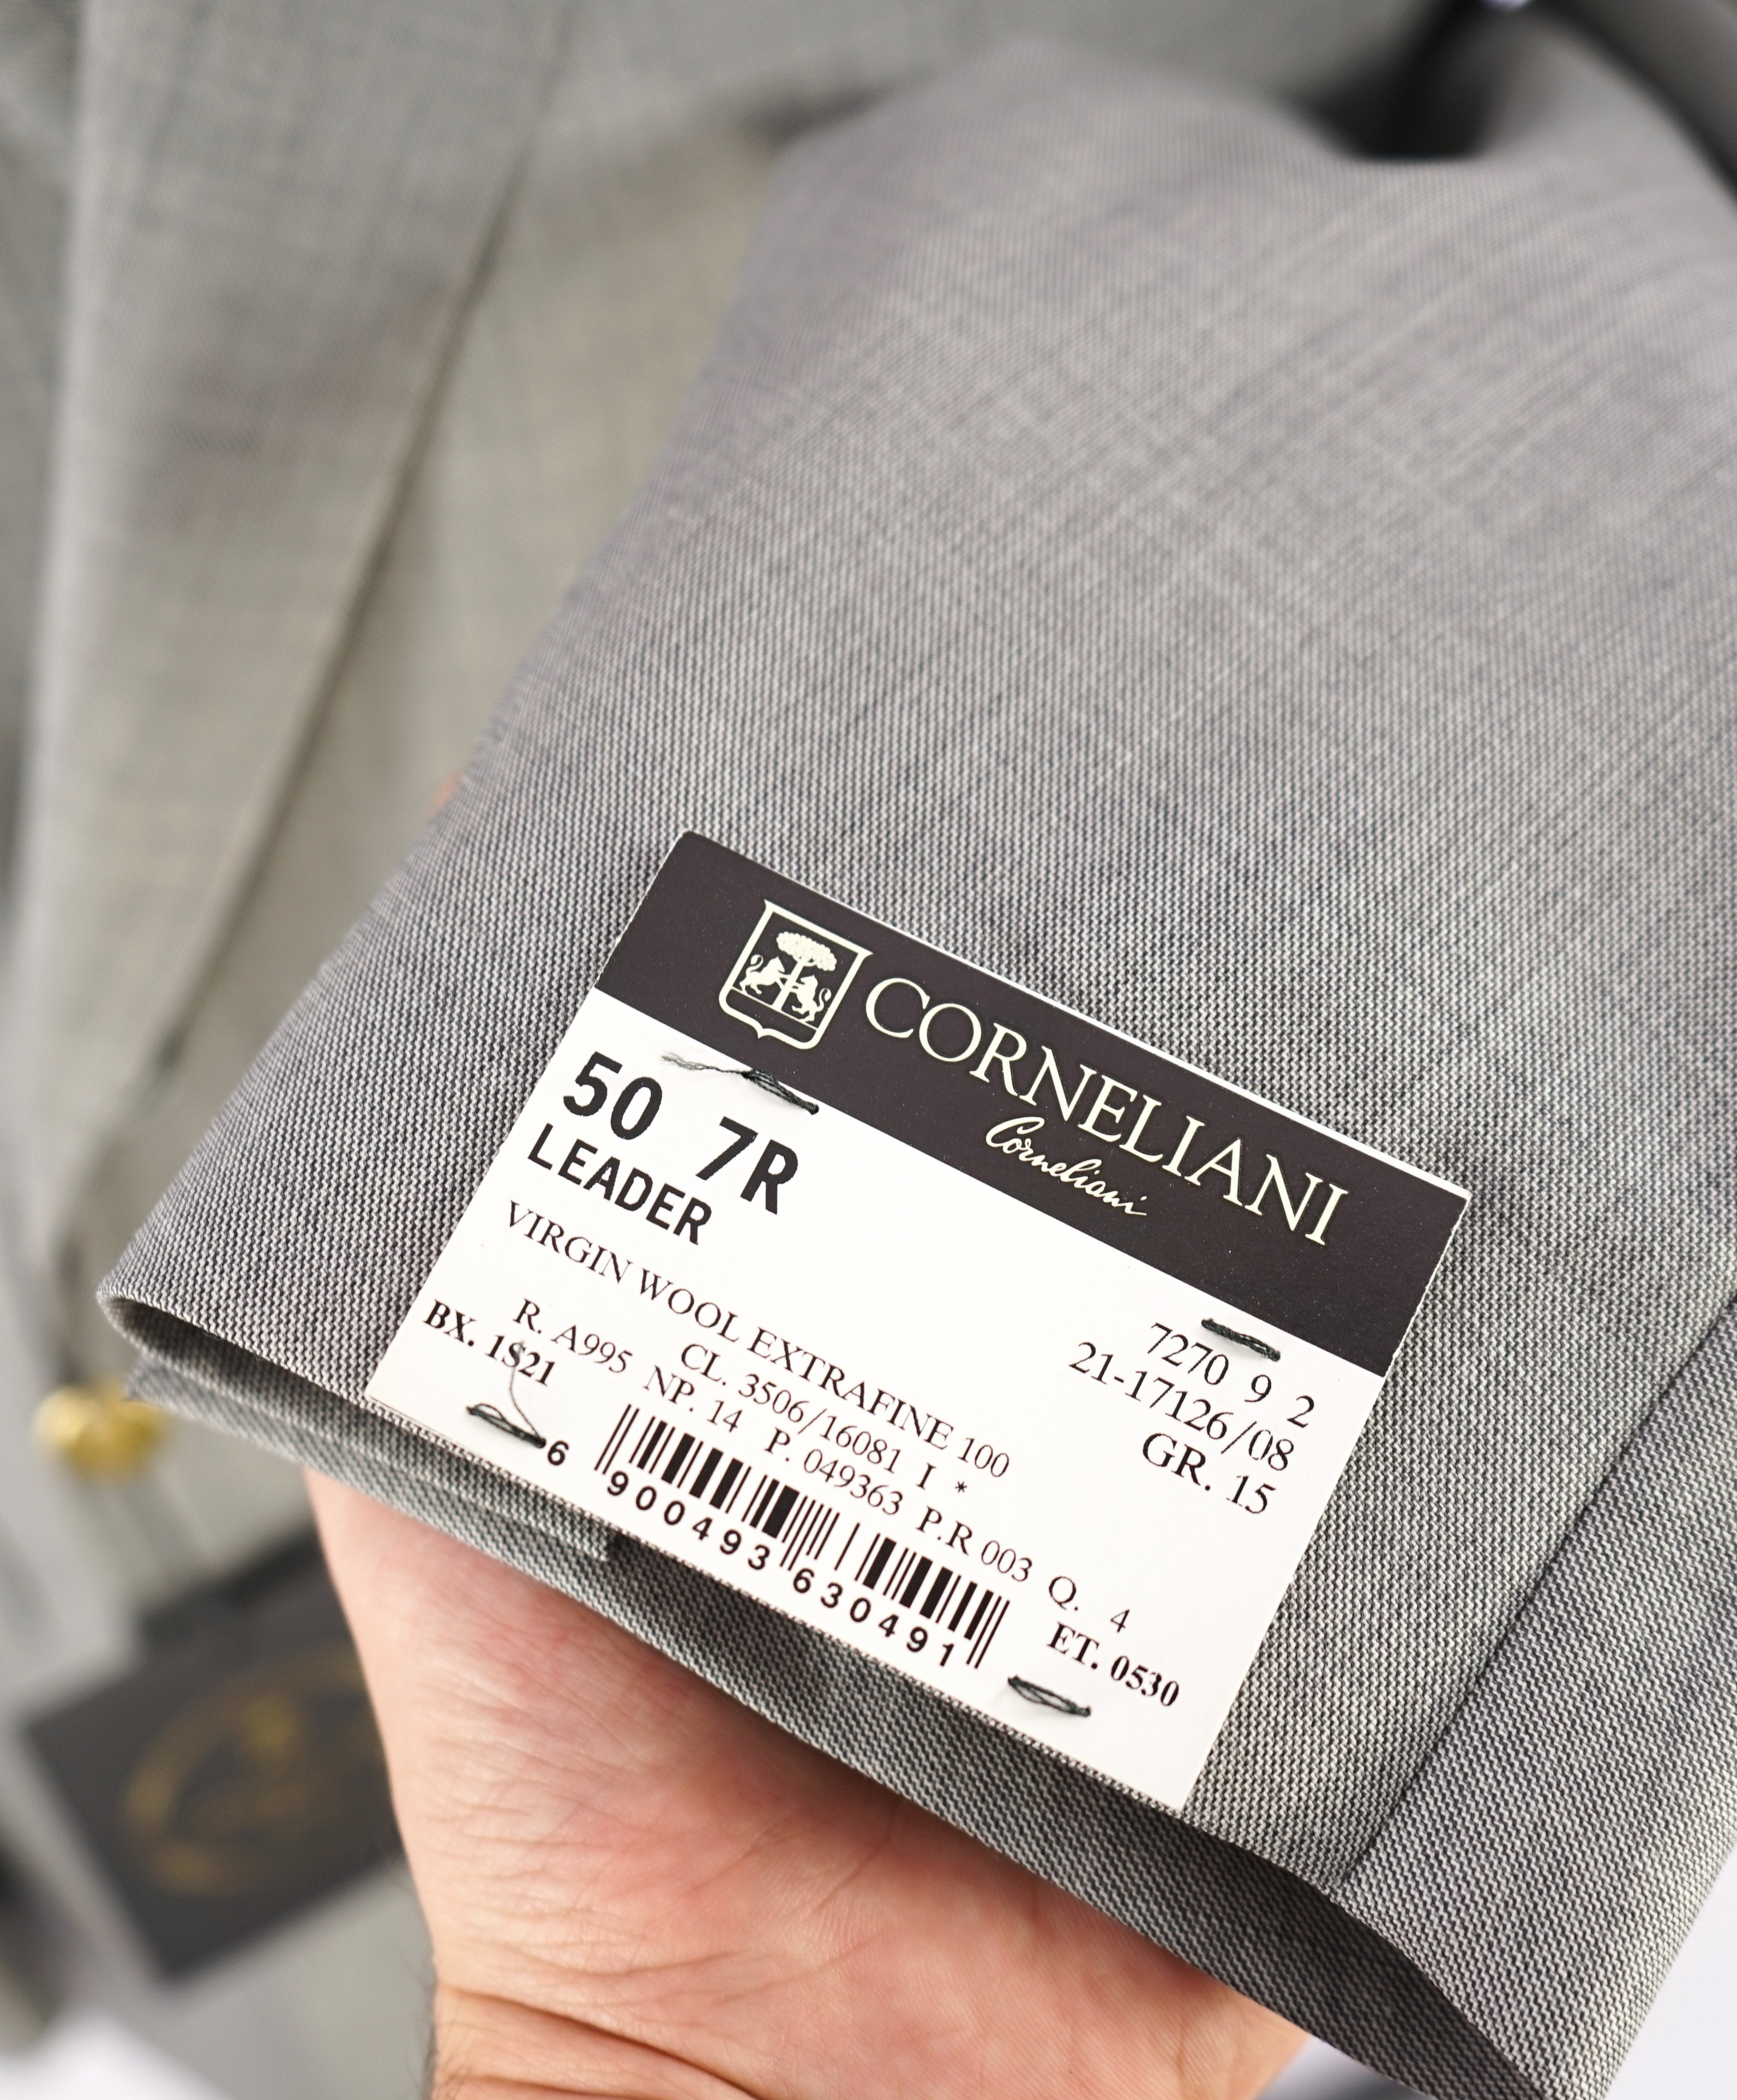 CORNELIANI
Corneliani
50 7R
LEADER
7270 9 2
21-17126/08
GR. 15
VIRGIN WOOL EXTRAFINE 100
CL. 3506/16081 I *
R. A995 NP. 14 P. 049363 P.R 003 Q. 4
BX. 1S21
ET. 0530
6 900493 630491